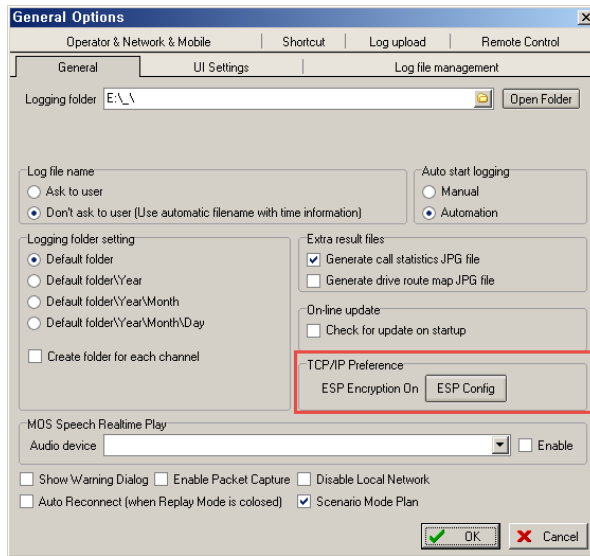 General Options
Operator & Network & Mobile Shortcut Log upload Remote Control
General UI Settings Log file management
Logging folder E:\_\ Open Folder
Log file name
Ask to user
Don't ask to user (Use automatic filename with time information)
Auto start logging
Manual
Automation
Logging folder setting
Default folder
Default folder\Year
Default folder\Year\Month
Default folder\Year\Month\Day
Create folder for each channel
Extra result files
Generate call statistics JPG file
Generate drive route map JPG file
On-line update
Check for update on startup
TCP/IP Preference
ESP Encryption On ESP Config
MOS Speech Realtime Play
Audio device Enable
Show Warning Dialog Enable Packet Capture Disable Local Network
Auto Reconnect (when Replay Mode is colosed) Scenario Mode Plan
OK Cancel